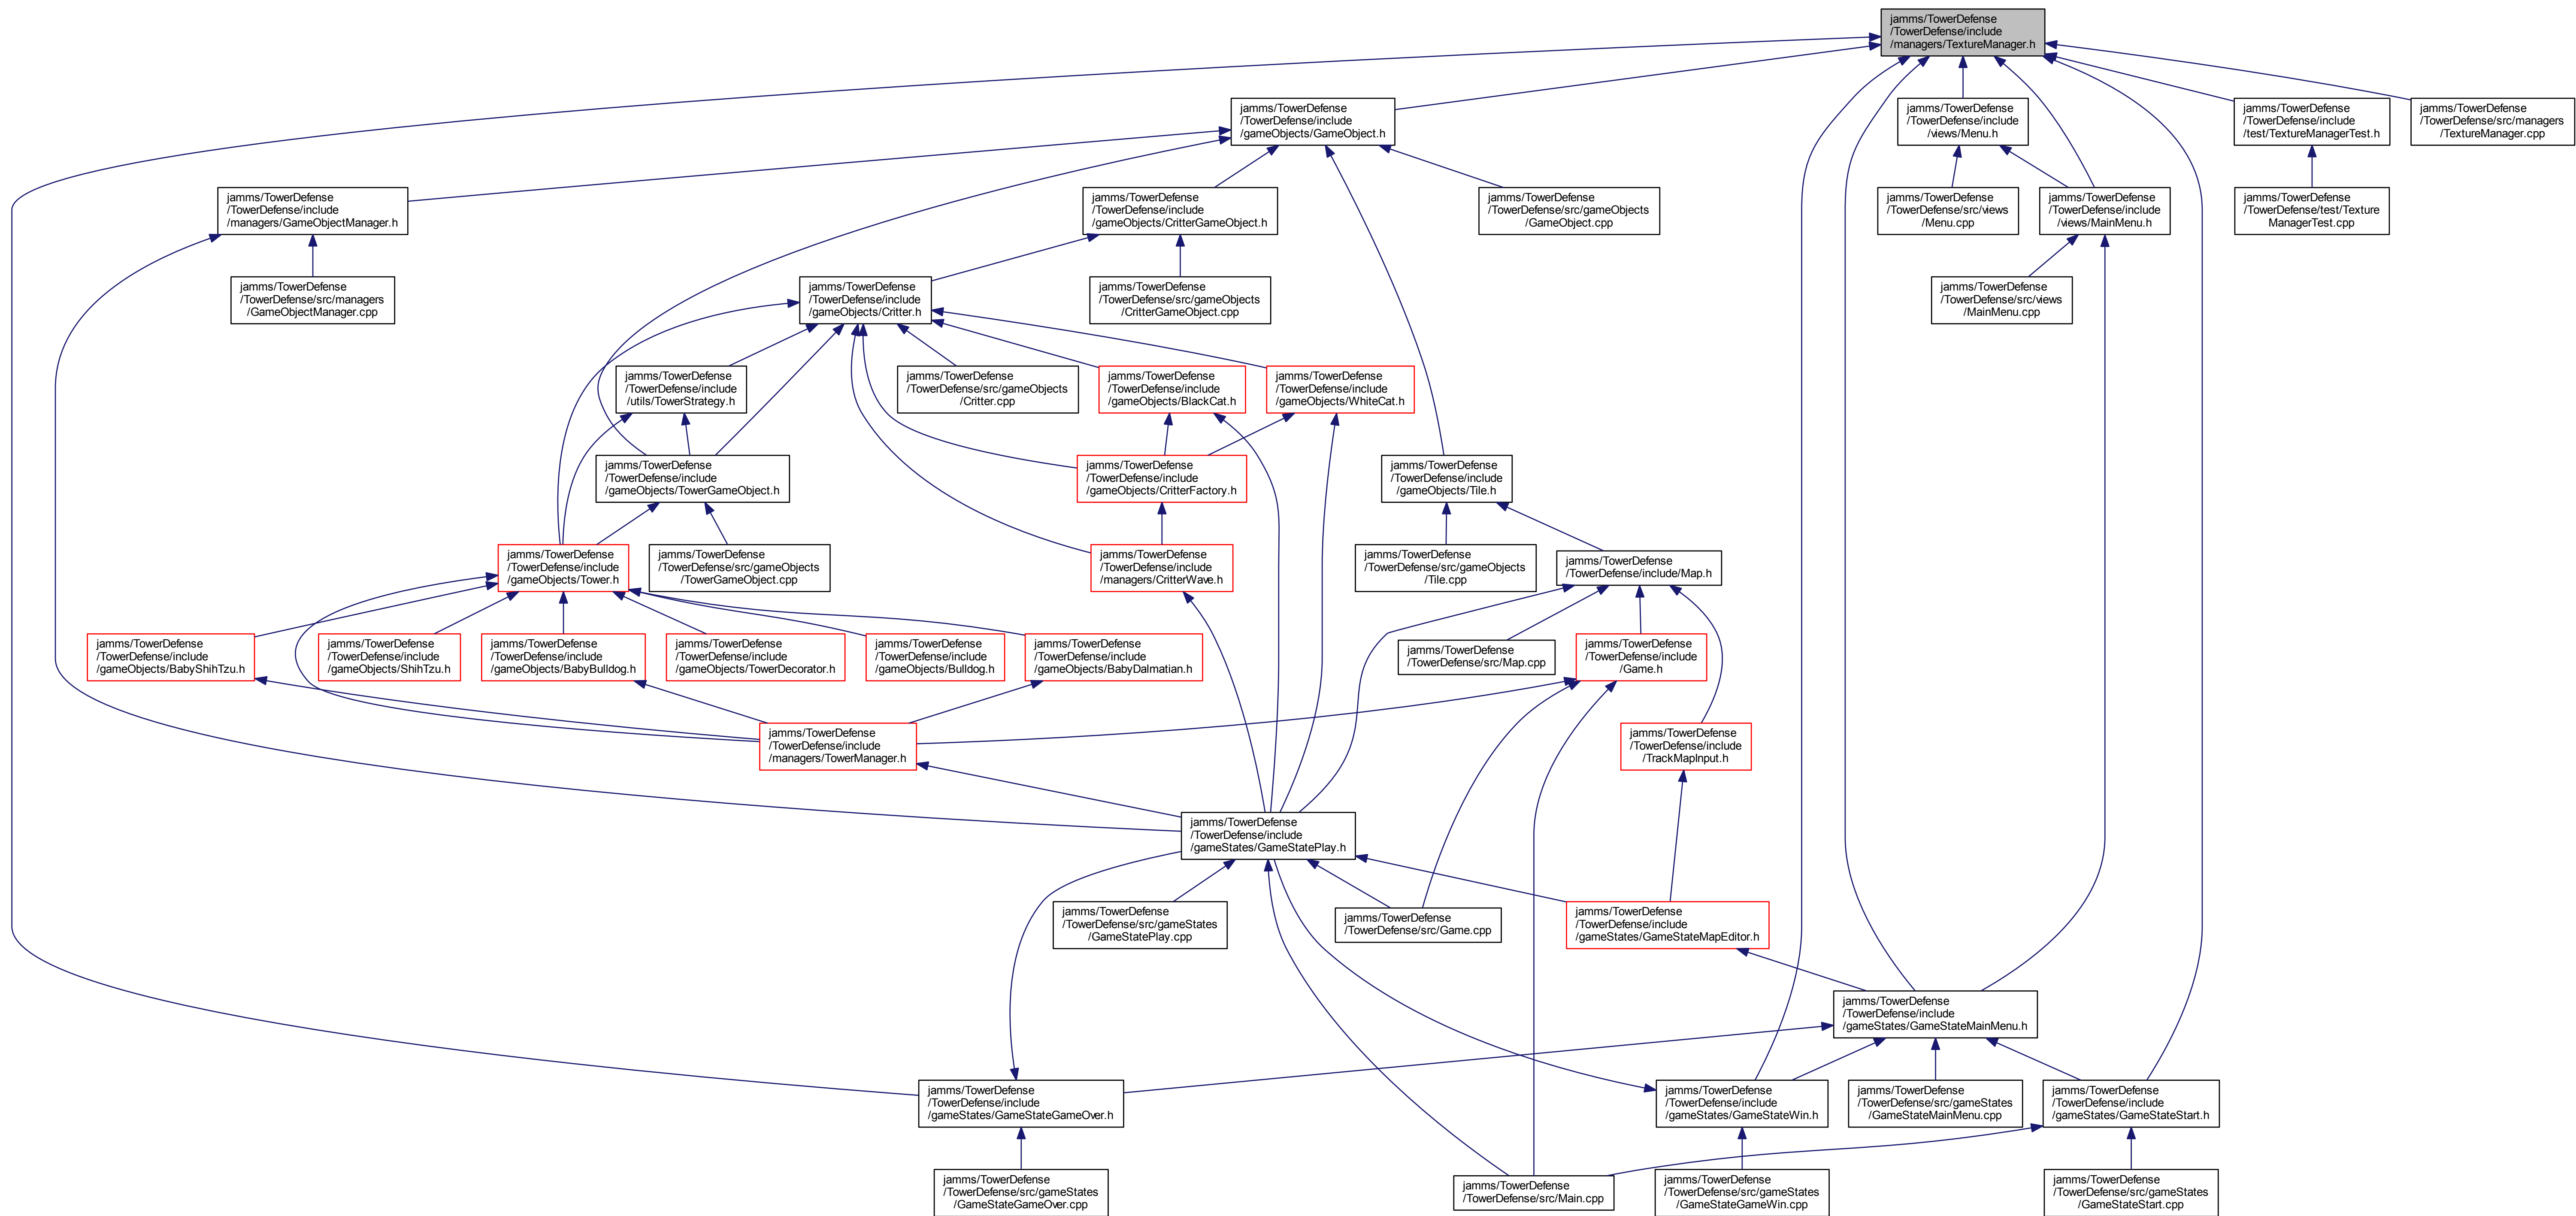 jamms/TowerDefense
/TowerDefense/include
/managers/TextureManager.h
jamms/TowerDefense
/TowerDefense/include
/gameObjects/GameObject.h
jamms/TowerDefense
/TowerDefense/include
/views/Menu.h
jamms/TowerDefense
/TowerDefense/include
/test/TextureManagerTest.h
jamms/TowerDefense
/TowerDefense/src/managers
/TextureManager.cpp
jamms/TowerDefense
/TowerDefense/include
/managers/GameObjectManager.h
jamms/TowerDefense
/TowerDefense/include
/gameObjects/CritterGameObject.h
jamms/TowerDefense
/TowerDefense/src/gameObjects
/GameObject.cpp
jamms/TowerDefense
/TowerDefense/src/views
/Menu.cpp
jamms/TowerDefense
/TowerDefense/include
/views/MainMenu.h
jamms/TowerDefense
/TowerDefense/test/Texture
ManagerTest.cpp
jamms/TowerDefense
/TowerDefense/src/managers
/GameObjectManager.cpp
jamms/TowerDefense
/TowerDefense/include
/gameObjects/Critter.h
jamms/TowerDefense
/TowerDefense/src/gameObjects
/CritterGameObject.cpp
jamms/TowerDefense
/TowerDefense/src/views
/MainMenu.cpp
jamms/TowerDefense
/TowerDefense/include
/utils/TowerStrategy.h
jamms/TowerDefense
/TowerDefense/src/gameObjects
/Critter.cpp
jamms/TowerDefense
/TowerDefense/include
/gameObjects/BlackCat.h
jamms/TowerDefense
/TowerDefense/include
/gameObjects/WhiteCat.h
jamms/TowerDefense
/TowerDefense/include
/gameObjects/TowerGameObject.h
jamms/TowerDefense
/TowerDefense/include
/gameObjects/CritterFactory.h
jamms/TowerDefense
/TowerDefense/include
/gameObjects/Tile.h
jamms/TowerDefense
/TowerDefense/include
/gameObjects/Tower.h
jamms/TowerDefense
/TowerDefense/src/gameObjects
/TowerGameObject.cpp
jamms/TowerDefense
/TowerDefense/include
/managers/CritterWave.h
jamms/TowerDefense
/TowerDefense/src/gameObjects
/Tile.cpp
jamms/TowerDefense
/TowerDefense/include/Map.h
jamms/TowerDefense
/TowerDefense/include
/gameObjects/BabyShihTzu.h
jamms/TowerDefense
/TowerDefense/include
/gameObjects/ShihTzu.h
jamms/TowerDefense
/TowerDefense/include
/gameObjects/BabyBulldog.h
jamms/TowerDefense
/TowerDefense/include
/gameObjects/TowerDecorator.h
jamms/TowerDefense
/TowerDefense/include
/gameObjects/Bulldog.h
jamms/TowerDefense
/TowerDefense/include
/gameObjects/BabyDalmatian.h
jamms/TowerDefense
/TowerDefense/src/Map.cpp
jamms/TowerDefense
/TowerDefense/include
/Game.h
jamms/TowerDefense
/TowerDefense/include
/managers/TowerManager.h
jamms/TowerDefense
/TowerDefense/include
/TrackMapInput.h
jamms/TowerDefense
/TowerDefense/include
/gameStates/GameStatePlay.h
jamms/TowerDefense
/TowerDefense/src/gameStates
/GameStatePlay.cpp
jamms/TowerDefense
/TowerDefense/src/Game.cpp
jamms/TowerDefense
/TowerDefense/include
/gameStates/GameStateMapEditor.h
jamms/TowerDefense
/TowerDefense/include
/gameStates/GameStateMainMenu.h
jamms/TowerDefense
/TowerDefense/include
/gameStates/GameStateGameOver.h
jamms/TowerDefense
/TowerDefense/include
/gameStates/GameStateWin.h
jamms/TowerDefense
/TowerDefense/src/gameStates
/GameStateMainMenu.cpp
jamms/TowerDefense
/TowerDefense/include
/gameStates/GameStateStart.h
jamms/TowerDefense
/TowerDefense/src/gameStates
/GameStateGameOver.cpp
jamms/TowerDefense
/TowerDefense/src/Main.cpp
jamms/TowerDefense
/TowerDefense/src/gameStates
/GameStateGameWin.cpp
jamms/TowerDefense
/TowerDefense/src/gameStates
/GameStateStart.cpp